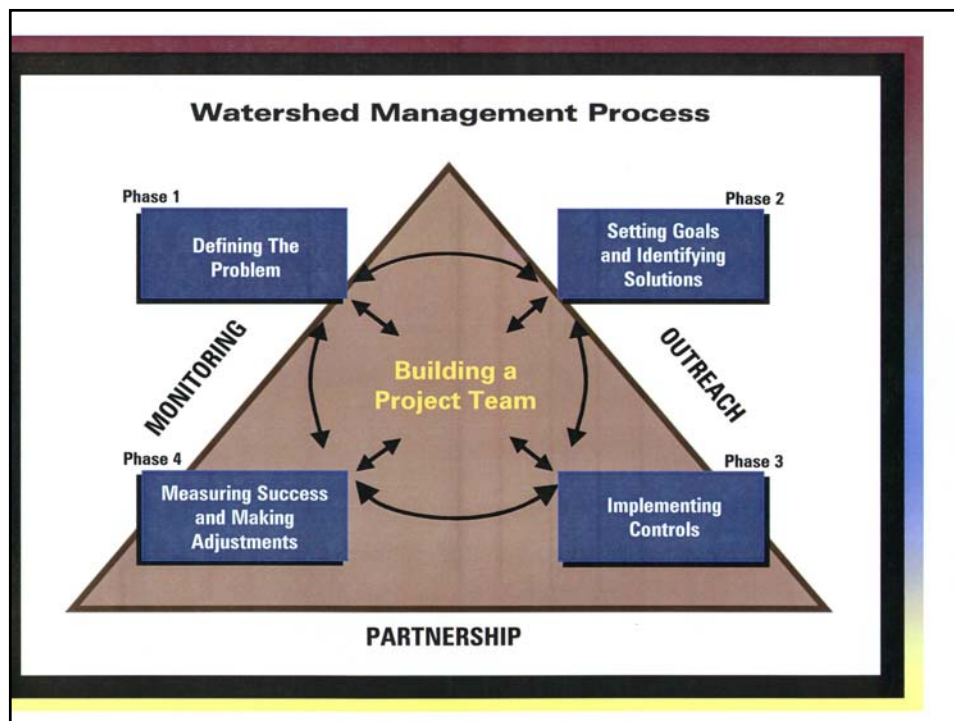 Watershed Management Process
Phase 1
Defining The
Problem
Phase 2
Setting Goals
and Identifying
Solutions
MONITORING
OUTREACH
Building a
Project Team
Phase 4
Measuring Success
and Making
Adjustments
Phase 3
Implementing
Controls
PARTNERSHIP